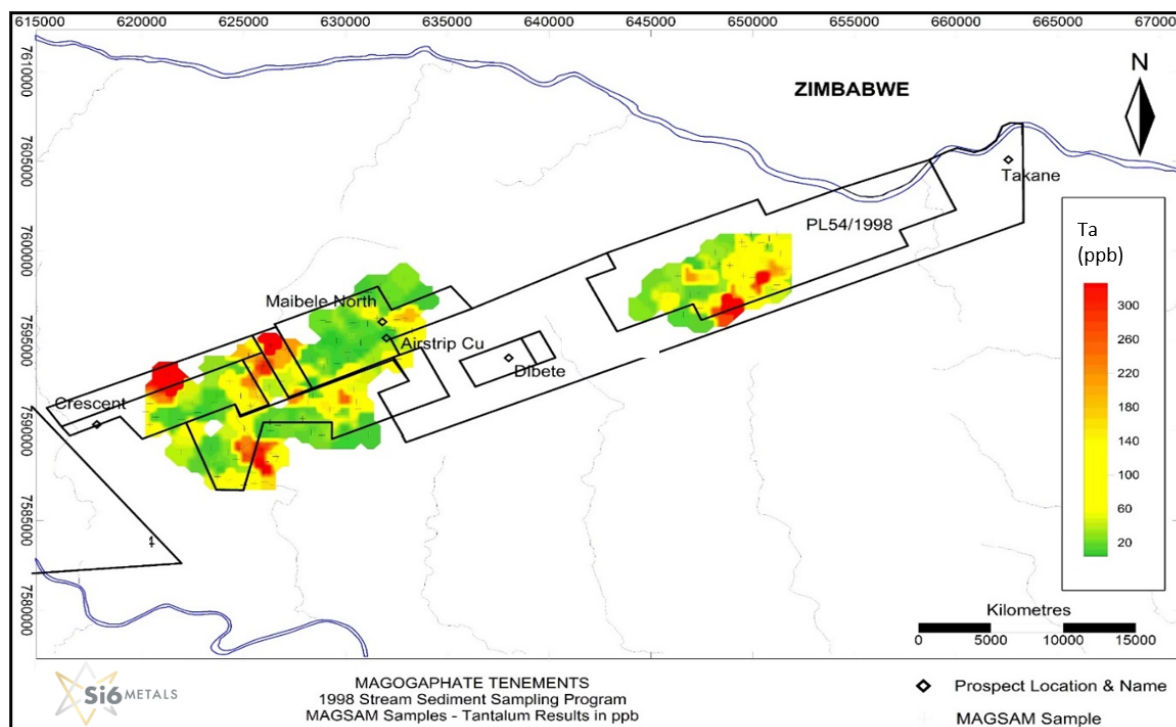 615000 620000 625000 630000 635000 640000 645000 650000 655000 660000 665000 67000
7610000
7605000
7600000
7595000
7590000
7585000
7580000
ZIMBABWE
N
Takane
PL54/1998
Ta
(ppb)
300
260
220
180
140
100
60
20
Maibele North
Airstrip Cu
Dibete
Crescent
Kilometres
0 5000 10000 15000
Si6 METALS
MAGOGAPHATE TENEMENTS
1998 Stream Sediment Sampling Program
MAGSAM Samples - Tantalum Results in ppb
Prospect Location & Name
MAGSAM Sample